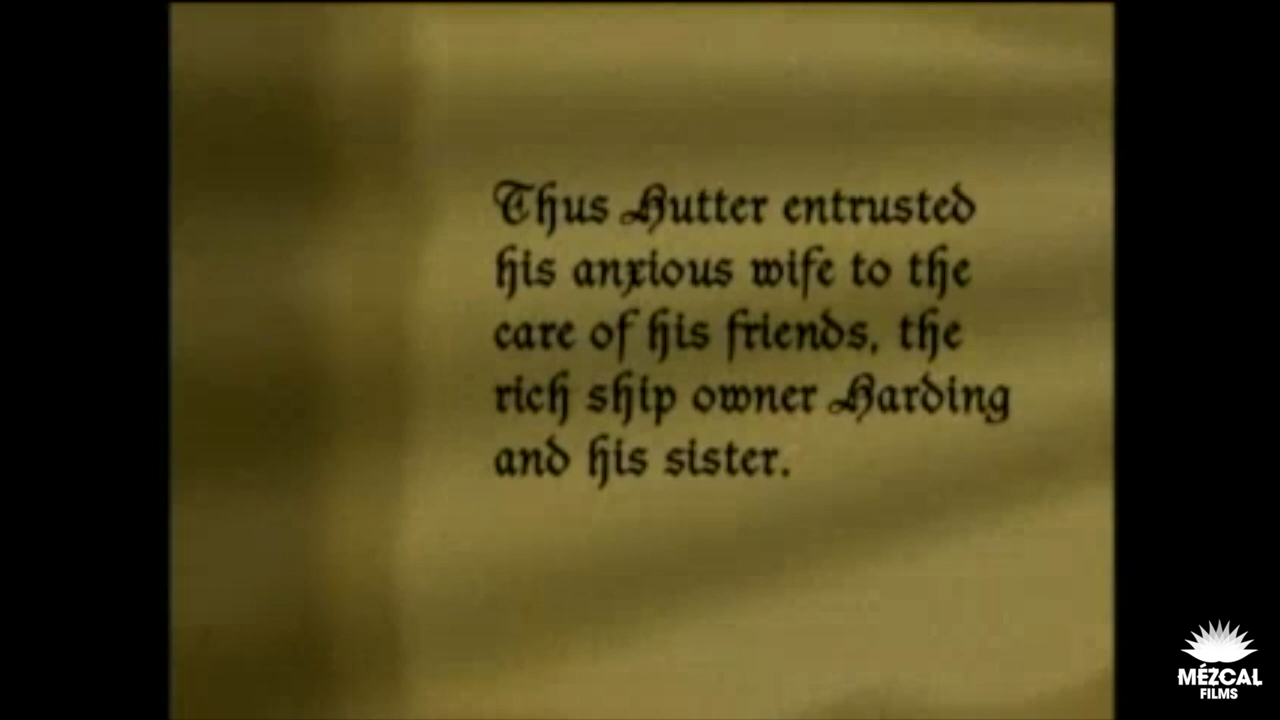 Thus Hutter entrusted
his anxious wife to the
care of his friends, the
rich ship owner Harding
and his sister.
MÉZCAL
FILMS